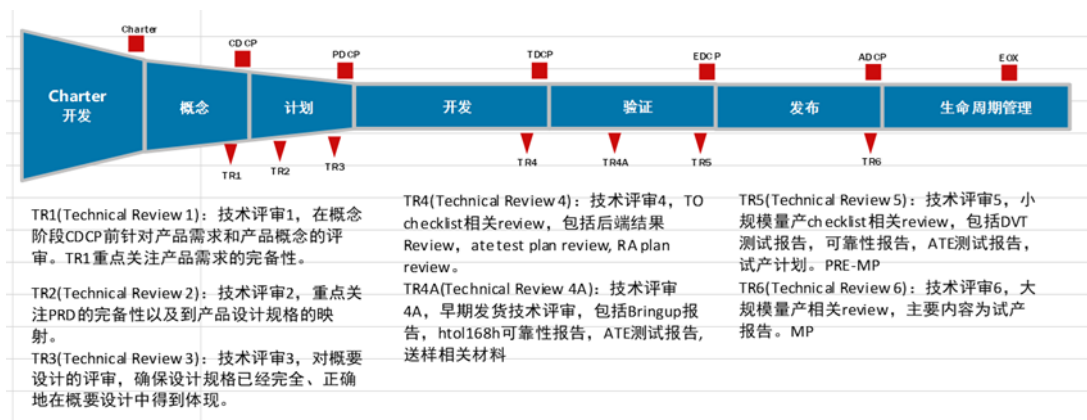 Charter
CDCP
PDCP
TDCP
EDCP
ADCP
EOX
Charter
开发
概念
计划
开发
验证
发布
生命周期管理
TR1
TR2
TR3
TR4
TR4A
TR5
TR6
TR1(Technical Review 1)：技术评审1，在概念
阶段CDCP前针对产品需求和产品概念的评
审。TR1重点关注产品需求的完备性。
TR2(Technical Review 2)：技术评审2，重点关
注PRD的完备性以及到产品设计规格的映
射。
TR3(Technical Review 3)：技术评审3，对概要
设计的评审，确保设计规格已经完全、正确
地在概要设计中得到体现。
TR4(Technical Review 4)：技术评审4，TO
checklist相关review，包括后端结果
Review，ate test plan review, RA plan
review。
TR4A(Technical Review 4A)：技术评审
4A，早期发货技术评审，包括Bringup报
告，htol168h可靠性报告，ATE测试报告,
送样相关材料
TR5(Technical Review 5)：技术评审5，小
规模量产checklist相关review，包括DVT
测试报告，可靠性报告，ATE测试报告，
试产计划。PRE-MP
TR6(Technical Review 6)：技术评审6，大
规模量产相关review，主要内容为试产
报告。MP